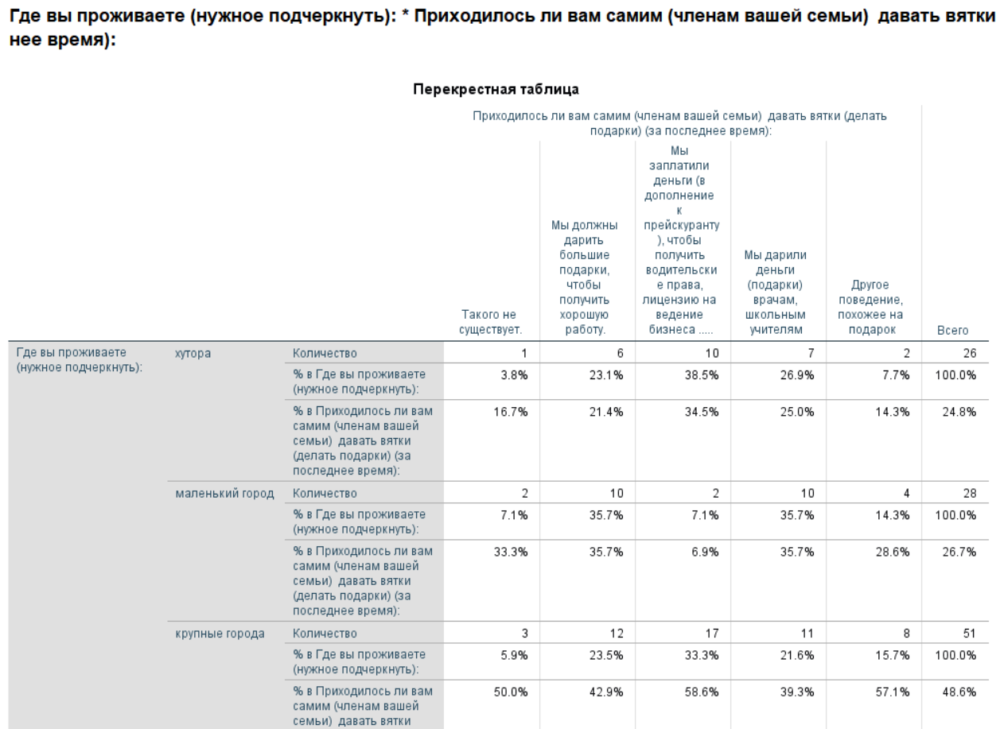 Где вы проживаете (нужное подчеркнуть): * Приходилось ли вам самим (членам вашей семьи)  давать вятки
нее время):
Перекрестная таблица
Приходилось ли вам самим (членам вашей семьи)  давать вятки (делать
подарки) (за последнее время):
Такого не
существует.
Мы должны
дарить
большие
подарки,
чтобы
получить
хорошую
работу.
Мы
заплатили
деньги (в
дополнение
к
прейскуранту
), чтобы
получить
водительски
е права,
лицензию на
ведение
бизнеса .....
Мы дарили
деньги
(подарки)
врачам,
школьным
учителям
Другое
поведение,
похожее на
подарок
Всего
Где вы проживаете
(нужное подчеркнуть):
хутора
Количество 1 6 10 7 2 26
% в Где вы проживаете
(нужное подчеркнуть):
3.8% 23.1% 38.5% 26.9% 7.7% 100.0%
% в Приходилось ли вам
самим (членам вашей
семьи)  давать вятки
(делать подарки) (за
последнее время):
16.7% 21.4% 34.5% 25.0% 14.3% 24.8%
маленький город
Количество 2 10 2 10 4 28
% в Где вы проживаете
(нужное подчеркнуть):
7.1% 35.7% 7.1% 35.7% 14.3% 100.0%
% в Приходилось ли вам
самим (членам вашей
семьи)  давать вятки
(делать подарки) (за
последнее время):
33.3% 35.7% 6.9% 35.7% 28.6% 26.7%
крупные города
Количество 3 12 17 11 8 51
% в Где вы проживаете
(нужное подчеркнуть):
5.9% 23.5% 33.3% 21.6% 15.7% 100.0%
% в Приходилось ли вам
самим (членам вашей
семьи)  давать вятки
50.0% 42.9% 58.6% 39.3% 57.1% 48.6%